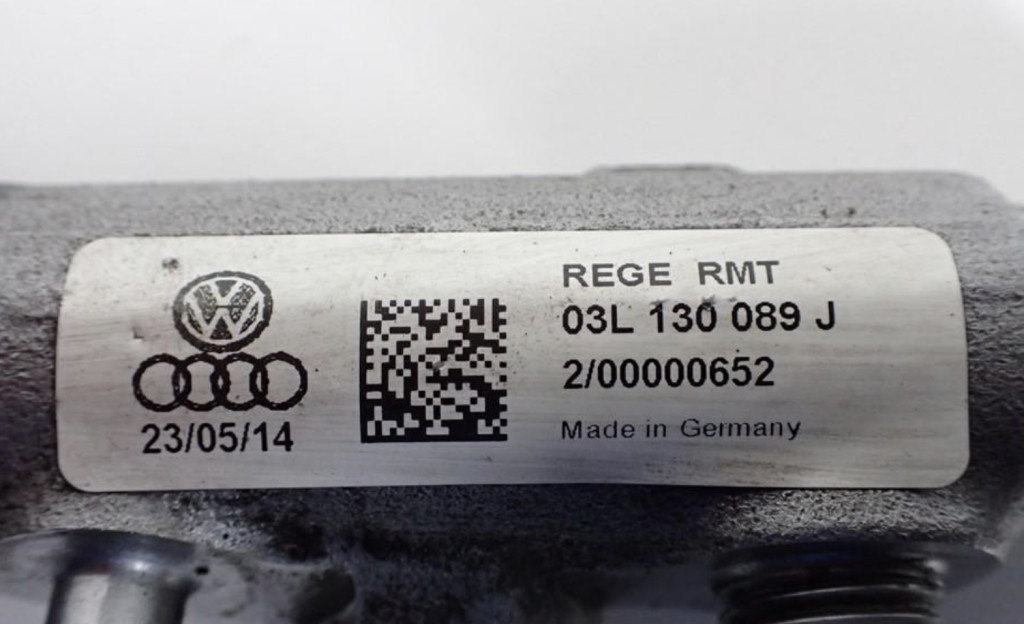 23/05/14
REGE RMT
03L 130 089 J
2/00000652
Made in Germany